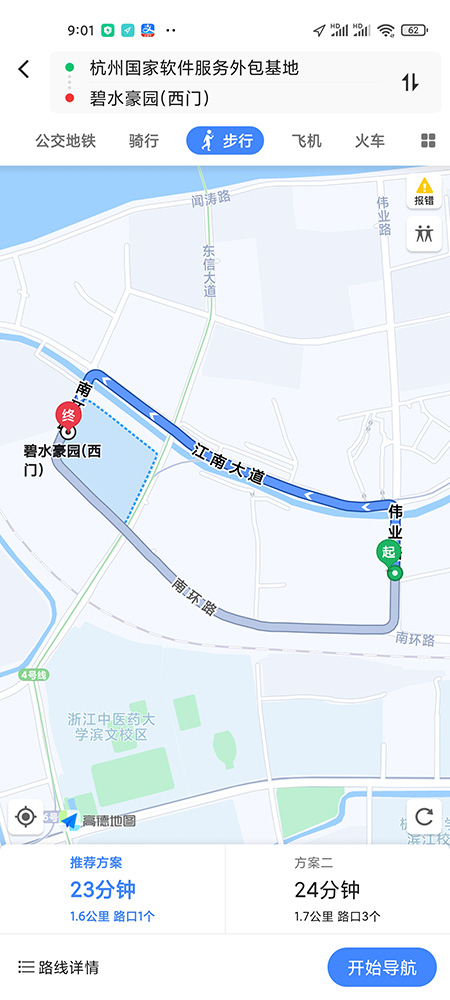 9:01
HD HD 62
杭州国家软件服务外包基地
碧水豪园(西门)
公交地铁 骑行 步行 飞机 火车
报错
闻涛路
伟业路
东信大道
南环
终
碧水豪园(西
门)
江南大道
伟业
起
南环路
南环路
4号线
浙江中医药大
学滨文校区
6号
高德地图
滨江校
推荐方案
23分钟
1.6公里 路口1个
方案二
24分钟
1.7公里 路口3个
路线详情
开始导航